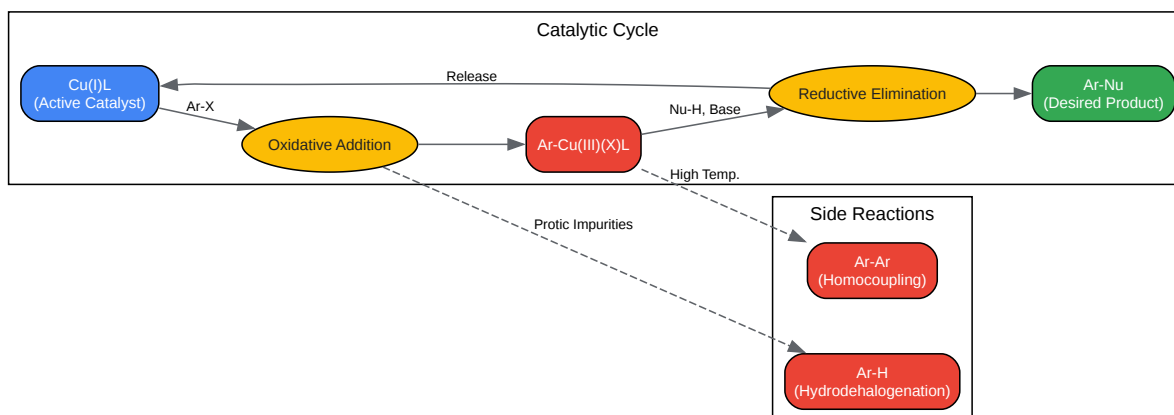 Catalytic Cycle
Cu(I)L
(Active Catalyst)
Ar-X
Oxidative Addition
Release
Ar-Cu(III)(X)L
Nu-H, Base
Reductive Elimination
Ar-Nu
(Desired Product)
High Temp.
Protic Impurities
Side Reactions
Ar-Ar
(Homocoupling)
Ar-H
(Hydrodehalogenation)